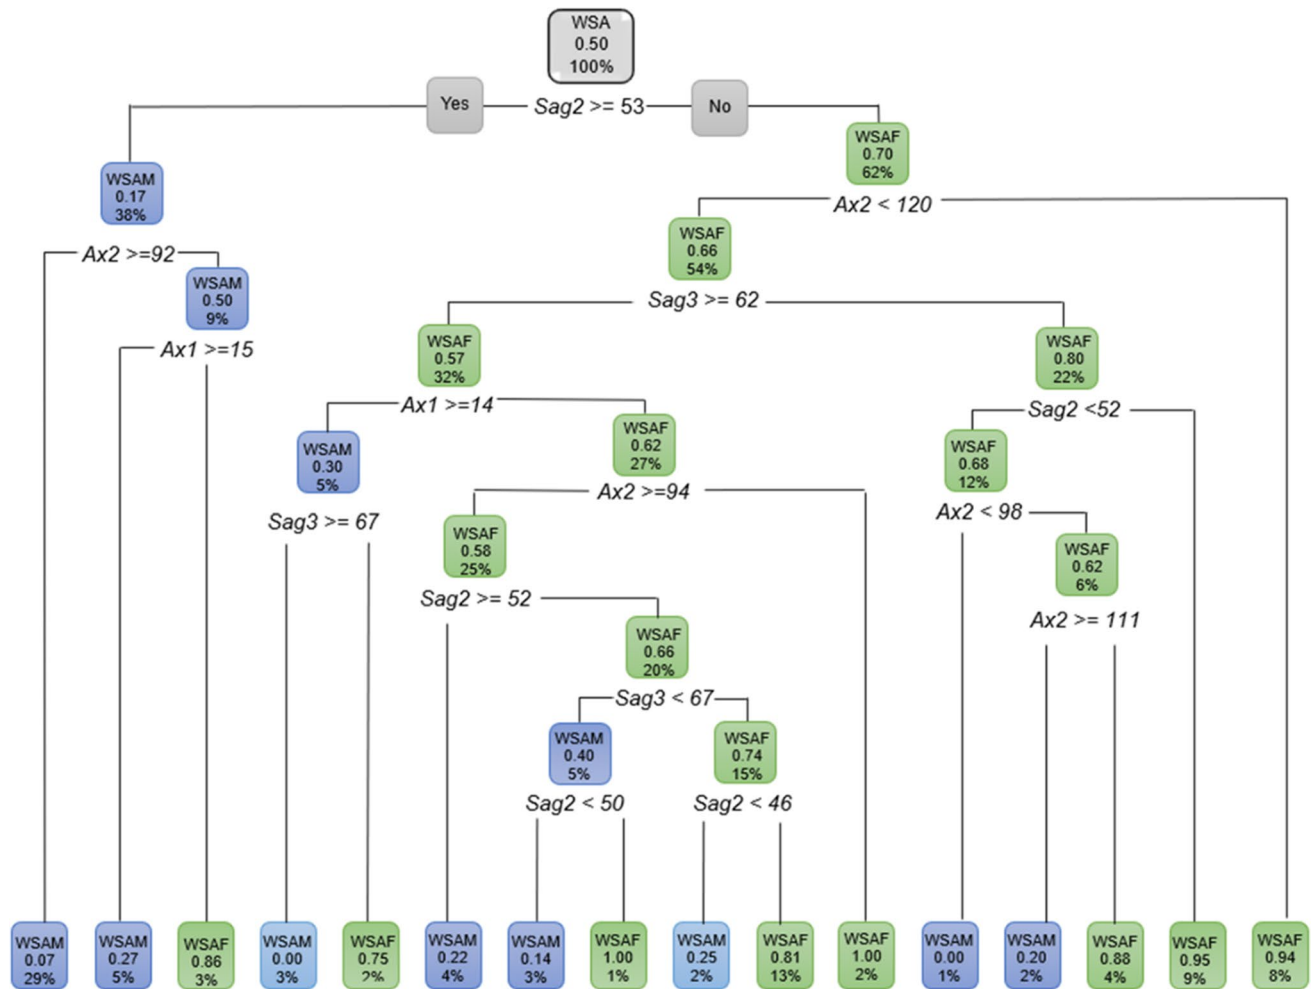 WSA
0.50
100%
Yes
Sag2 >= 53
No
WSAF
0.70
62%
WSAM
0.17
38%
Ax2 < 120
WSAF
0.66
54%
Ax2 >=92
WSAM
0.50
9%
Sag3 >= 62
WSAF
0.57
32%
WSAF
0.80
22%
Ax1 >=15
Ax1 >=14
Sag2 <52
WSAM
0.30
5%
WSAF
0.62
27%
WSAF
0.68
12%
Ax2 >=94
Sag3 >= 67
Ax2 < 98
WSAF
0.58
25%
WSAF
0.62
6%
Sag2 >= 52
Ax2 >= 111
WSAF
0.66
20%
Sag3 < 67
WSAM
0.40
5%
WSAF
0.74
15%
Sag2 < 50
Sag2 < 46
WSAM
0.07
29%
WSAM
0.27
5%
WSAF
0.86
3%
WSAM
0.00
3%
WSAF
0.75
2%
WSAM
0.22
4%
WSAM
0.14
3%
WSAF
1.00
1%
WSAM
0.25
2%
WSAF
0.81
13%
WSAF
1.00
2%
WSAM
0.00
1%
WSAM
0.20
2%
WSAF
0.88
4%
WSAF
0.95
9%
WSAF
0.94
8%